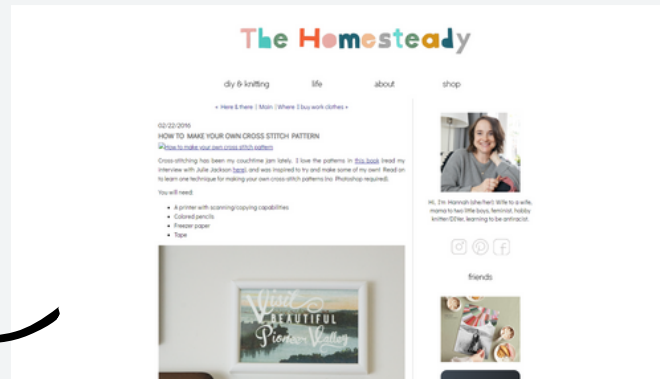 The Homesteady
diy & knitting life about shop
« Here & there | Main | Where I buy work clothes »
02/22/2016
HOW TO MAKE YOUR OWN CROSS STITCH PATTERN
How to make your own cross stitch pattern
Cross-stitching has been my couchtime jam lately. I love the patterns in this book (read my
interview with Julie Jackson here), and was inspired to try and make some of my own! Read on
to learn one technique for making your own cross-stitch patterns (no Photoshop required).
You will need:
A printer with scanning/copying capabilities
Colored pencils
Freezer paper
Tape
Visit
BEAUTIFUL
Pioneer Valley
Hi, I'm Hannah (she/her). Wife to a wife,
mama to two little boys, feminist, hobby
knitter/DIYer, learning to be antiracist.
friends